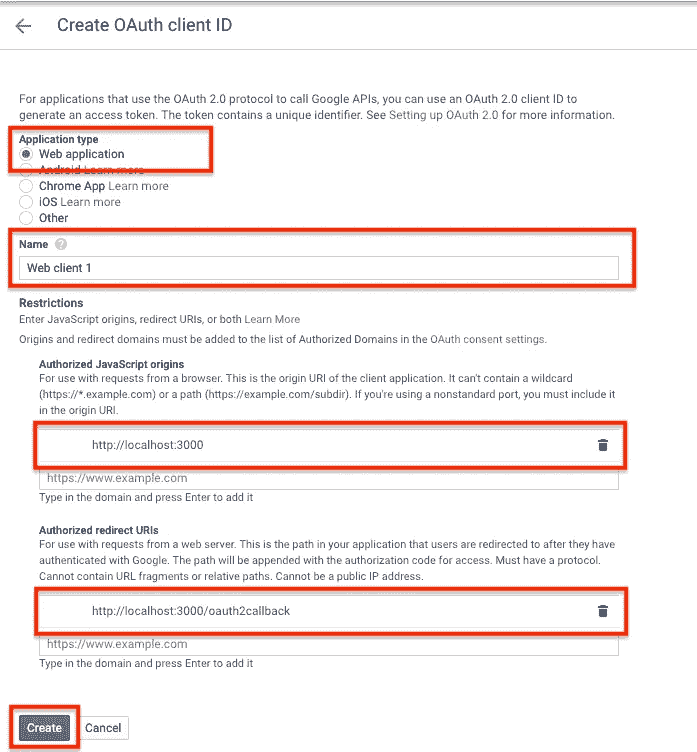 Create OAuth client ID
For applications that use the OAuth 2.0 protocol to call Google APIs, you can use an OAuth 2.0 client ID to
generate an access token. The token contains a unique identifier. See Setting up OAuth 2.0 for more information.
Application type
Web application
Android Learn more
Chrome App Learn more
iOS Learn more
Other
Name ?
Web client 1
Restrictions
Enter JavaScript origins, redirect URIs, or both Learn More
Origins and redirect domains must be added to the list of Authorized Domains in the OAuth consent settings.
Authorized JavaScript origins
For use with requests from a browser. This is the origin URI of the client application. It can't contain a wildcard
(https://*.example.com) or a path (https://example.com/subdir). If you're using a nonstandard port, you must include it
in the origin URI.
http://localhost:3000
https://www.example.com
Type in the domain and press Enter to add it
Authorized redirect URIs
For use with requests from a web server. This is the path in your application that users are redirected to after they have
authenticated with Google. The path will be appended with the authorization code for access. Must have a protocol.
Cannot contain URL fragments or relative paths. Cannot be a public IP address.
http://localhost:3000/oauth2callback
https://www.example.com
Type in the domain and press Enter to add it
Create Cancel